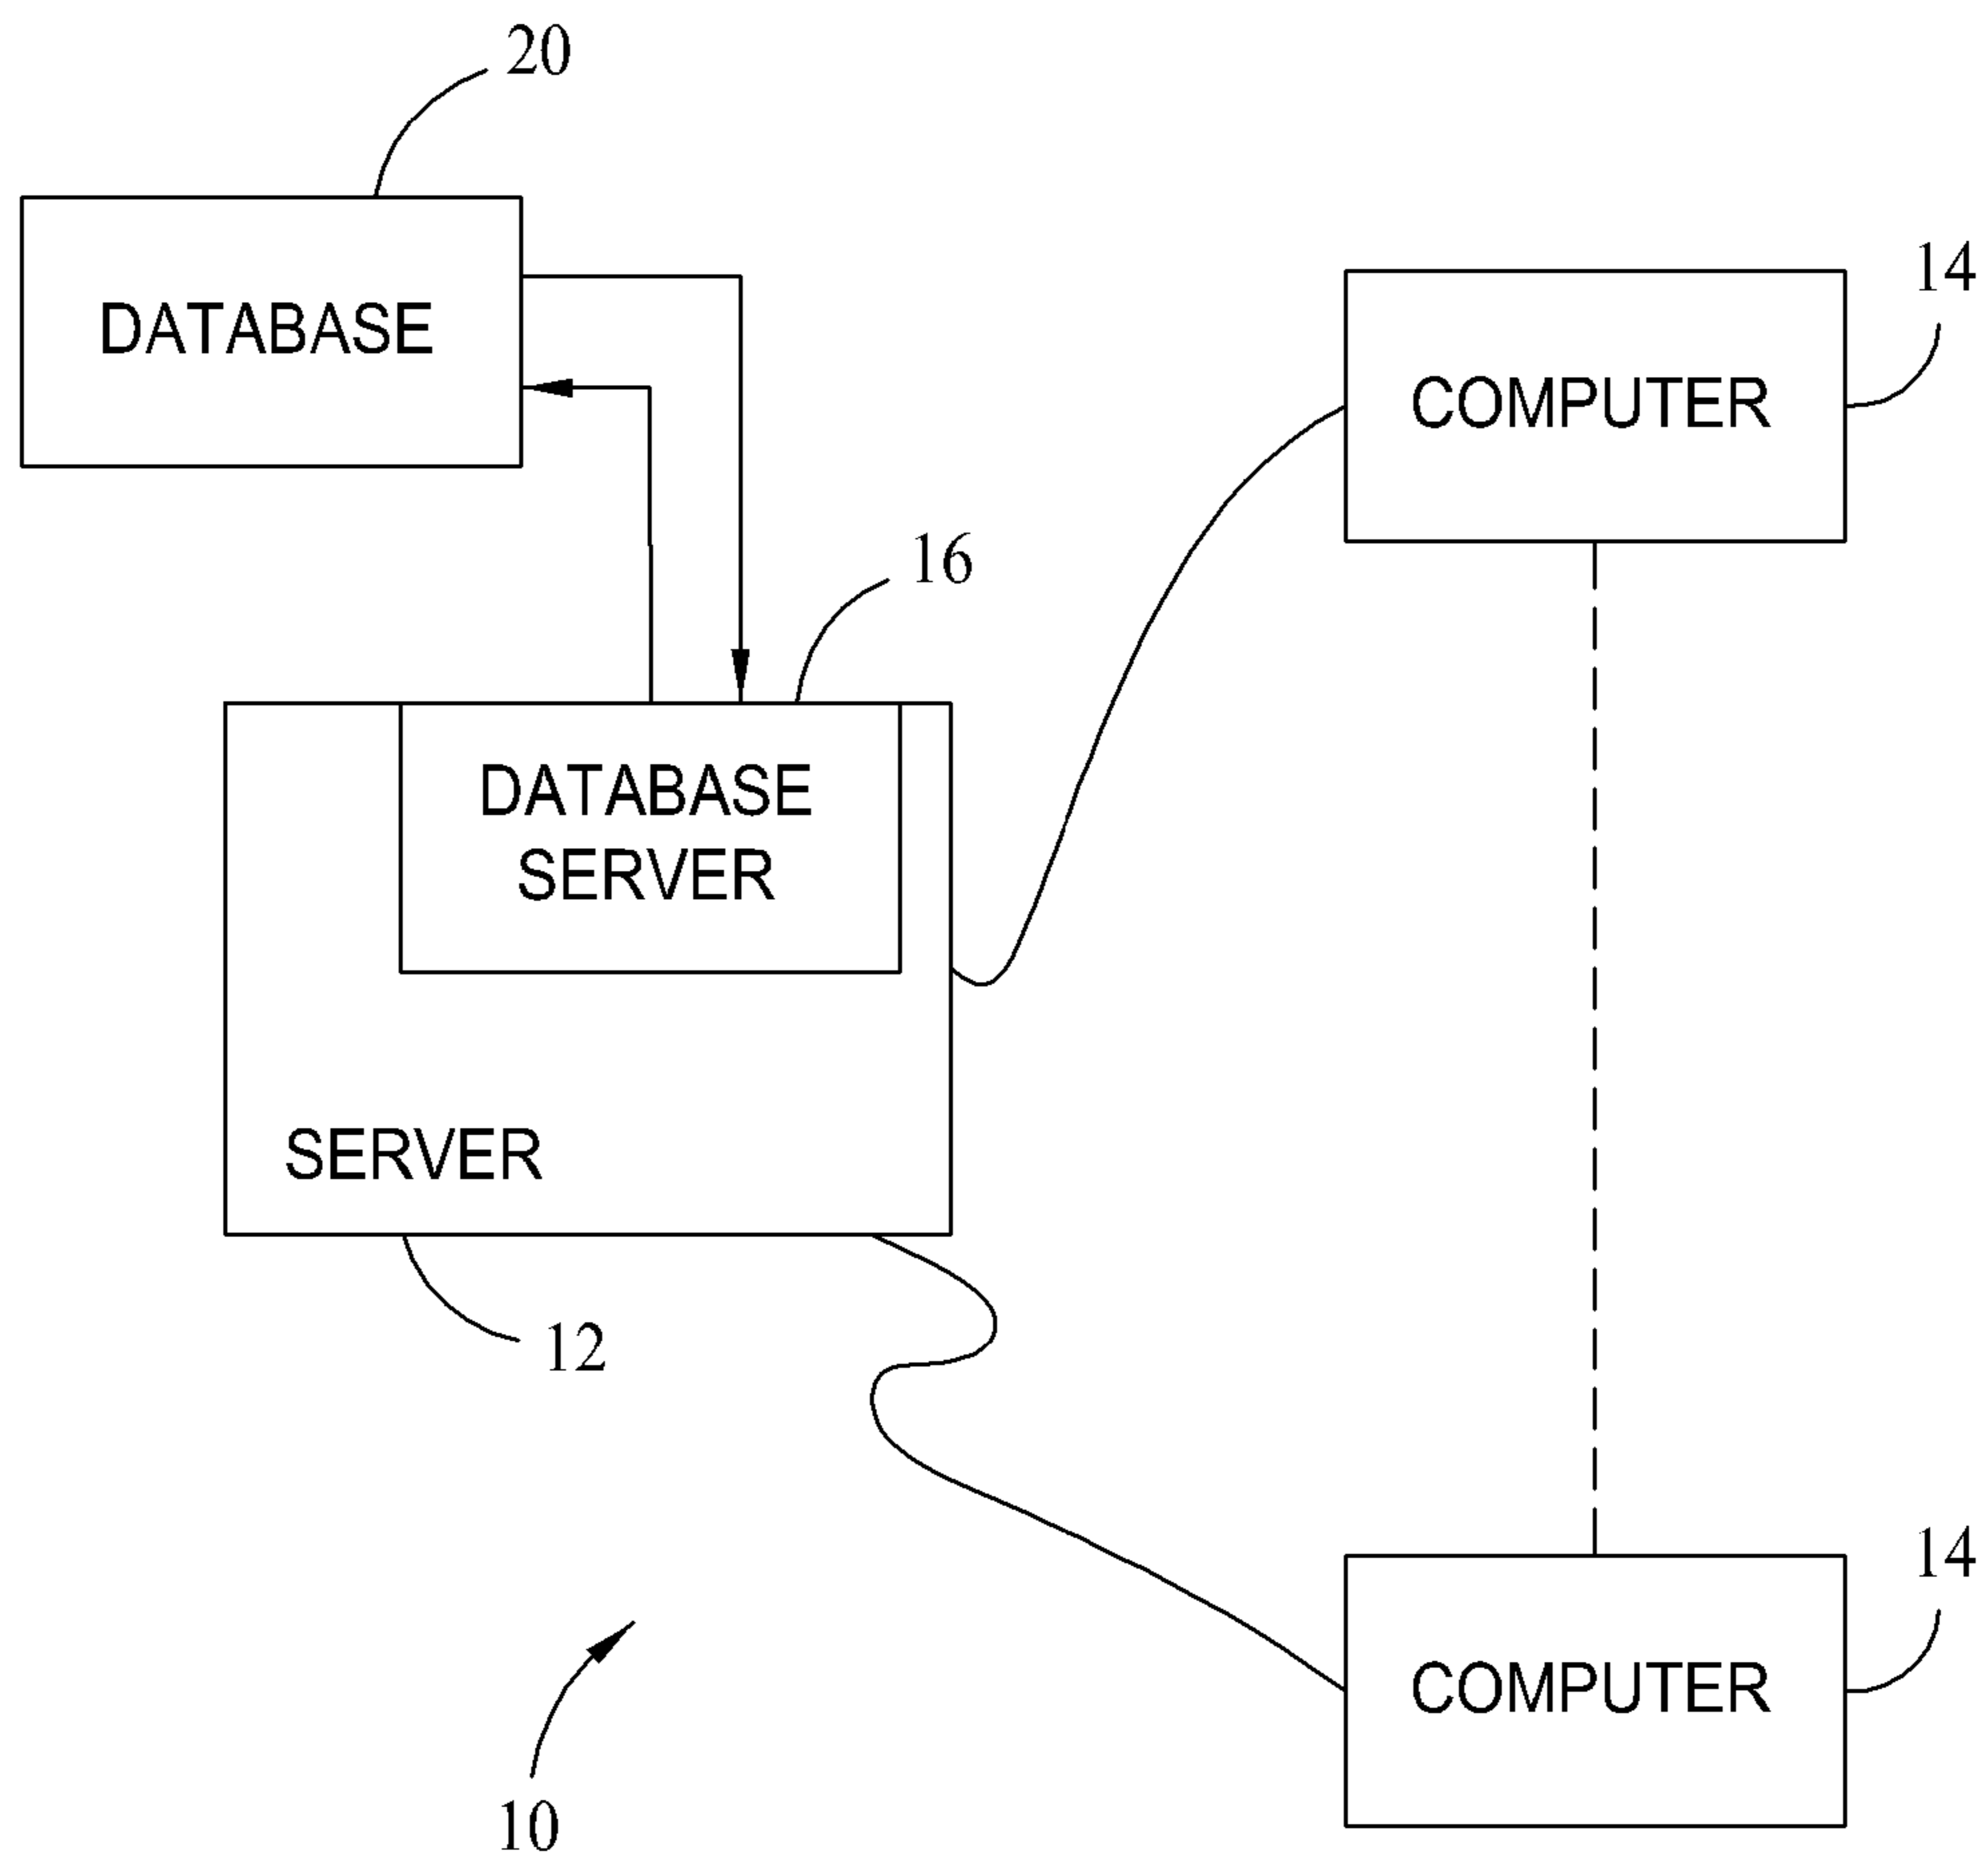 20
DATABASE
14
COMPUTER
16
DATABASE
SERVER
SERVER
12
14
COMPUTER
10